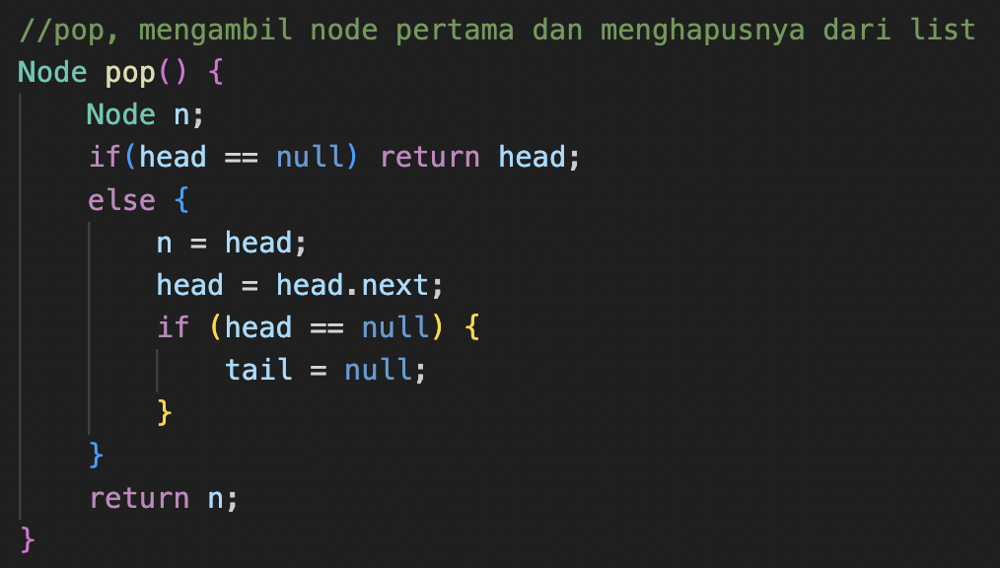 //pop, mengambil node pertama dan menghapusnya dari list
Node pop() {
    Node n;
    if(head == null) return head;
    else {
        n = head;
        head = head.next;
        if (head == null) {
            tail = null;
        }
    }
    return n;
}